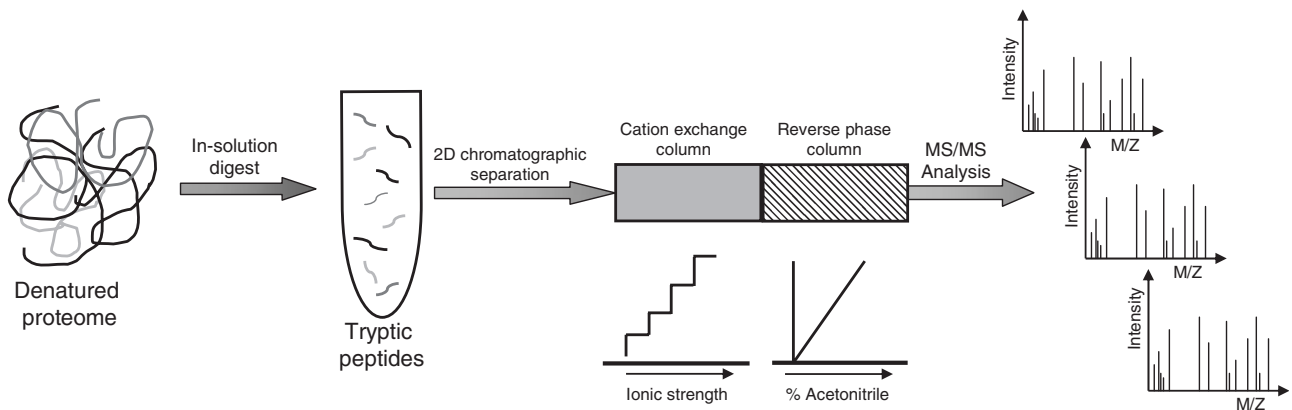 Denatured
proteome
In-solution
digest
Tryptic
peptides
2D chromatographic
separation
Cation exchange
column
Reverse phase
column
Ionic strength
% Acetonitrile
MS/MS
Analysis
Intensity
M/Z
Intensity
M/Z
Intensity
M/Z